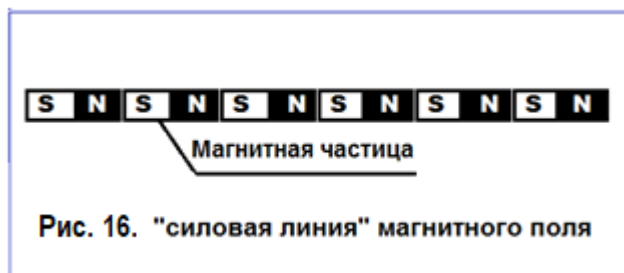 S N S N S N S N S N S N
Магнитная частица
Рис. 16. "силовая линия" магнитного поля